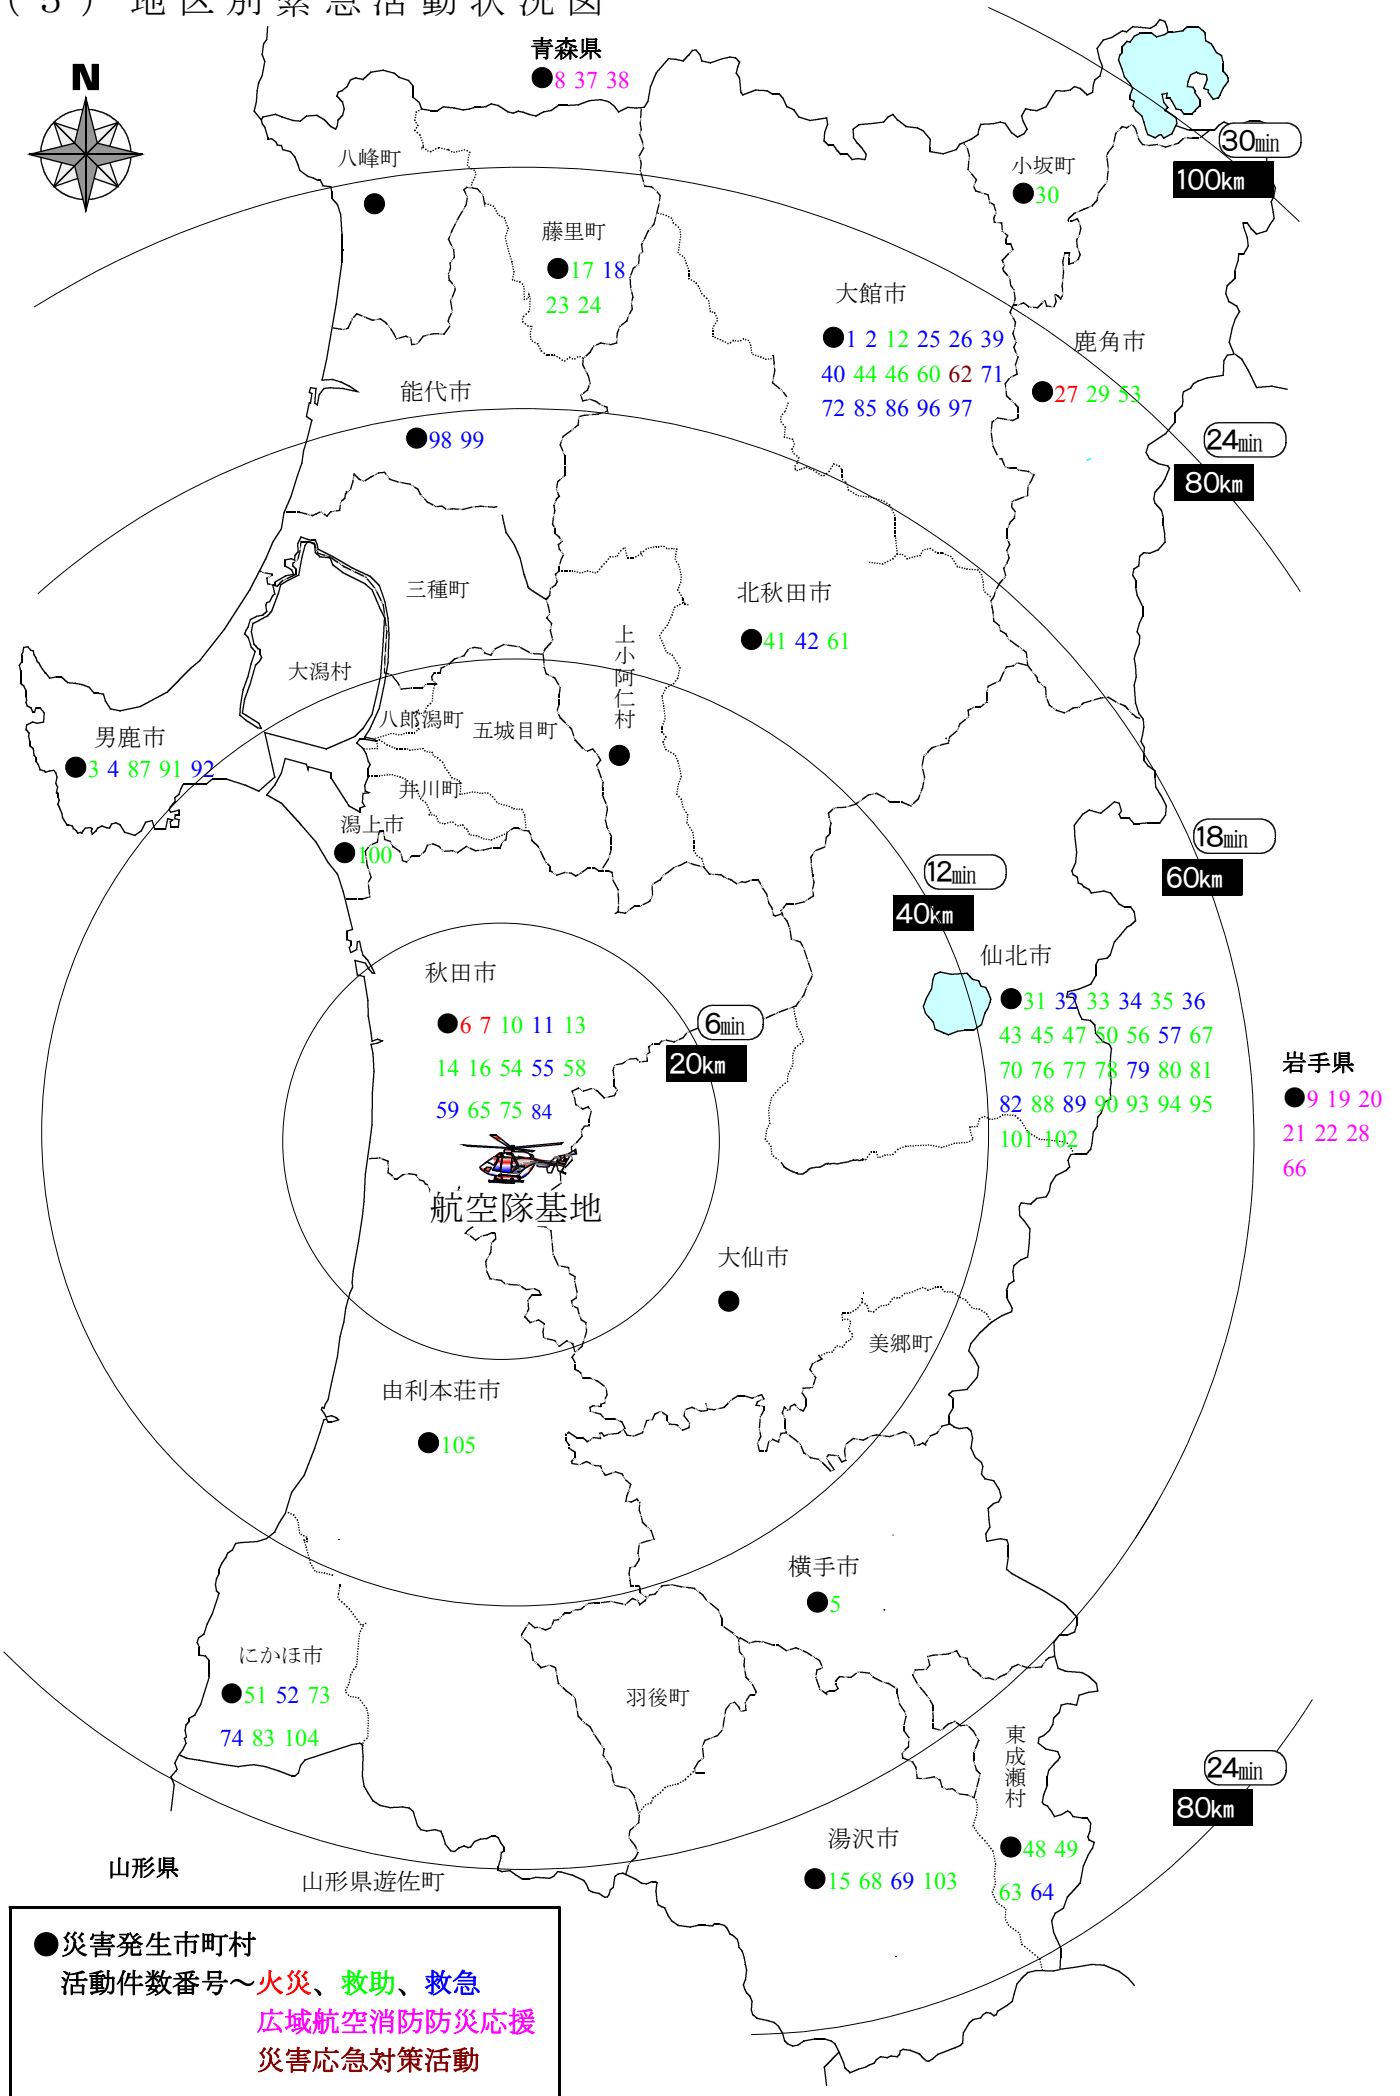 (3) 地区別緊急活動状況図
N
青森県
●8 37 38
30min
100km
八峰町
●
小坂町
●30
藤里町
●17 18
23 24
大館市
●1 2 12 25 26 39
40 44 46 60 62 71
72 85 86 96 97
鹿角市
●27 29 53
能代市
●98 99
24min
80km
三種町
北秋田市
●41 42 61
上小阿仁村
●
大潟村
八郎潟町
五城目町
男鹿市
●3 4 87 91 92
井川町
潟上市
●100
18min
60km
12min
40km
仙北市
●31 32 33 34 35 36
43 45 47 50 56 57 67
70 76 77 78 79 80 81
82 88 89 90 93 94 95
101 102
秋田市
●6 7 10 11 13
14 16 54 55 58
59 65 75 84
6min
20km
岩手県
●9 19 20
21 22 28
66
航空隊基地
大仙市
●
美郷町
由利本荘市
●105
横手市
●5
にかほ市
●51 52 73
74 83 104
羽後町
東成瀬村
●48 49
63 64
24min
80km
湯沢市
●15 68 69 103
山形県
山形県遊佐町
●災害発生市町村
活動件数番号～火災、救助、救急
広域航空消防防災応援
災害応急対策活動